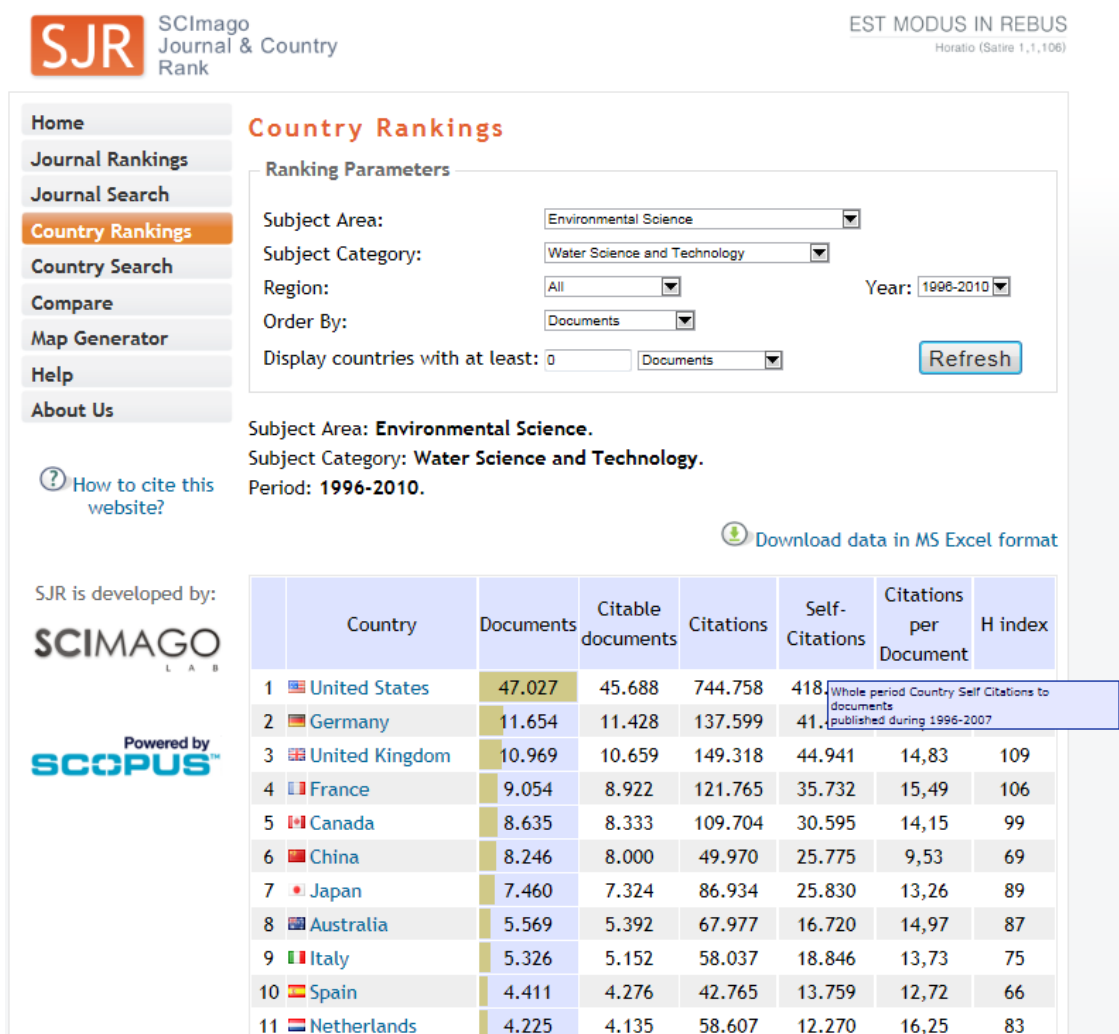 SJR
SCImago
Journal & Country
Rank
EST MODUS IN REBUS
Horatio (Satire 1,1,106)
Home
Journal Rankings
Journal Search
Country Rankings
Country Search
Compare
Map Generator
Help
About Us
How to cite this
website?
SJR is developed by:
SCIMAGO
LAB
Powered by
SCOPUS™
Country Rankings
Ranking Parameters
Subject Area: Environmental Science
Subject Category: Water Science and Technology
Region: All Year: 1996-2010
Order By: Documents
Display countries with at least: 0 Documents Refresh
Subject Area: Environmental Science.
Subject Category: Water Science and Technology.
Period: 1996-2010.
Download data in MS Excel format
Country Documents Citable documents Citations Self-Citations Citations per Document H index
1 United States 47.027 45.688 744.758 418.
2 Germany 11.654 11.428 137.599 41.
Whole period Country Self Citations to
documents
published during 1996-2007
3 United Kingdom 10.969 10.659 149.318 44.941 14,83 109
4 France 9.054 8.922 121.765 35.732 15,49 106
5 Canada 8.635 8.333 109.704 30.595 14,15 99
6 China 8.246 8.000 49.970 25.775 9,53 69
7 Japan 7.460 7.324 86.934 25.830 13,26 89
8 Australia 5.569 5.392 67.977 16.720 14,97 87
9 Italy 5.326 5.152 58.037 18.846 13,73 75
10 Spain 4.411 4.276 42.765 13.759 12,72 66
11 Netherlands 4.225 4.135 58.607 12.270 16,25 83